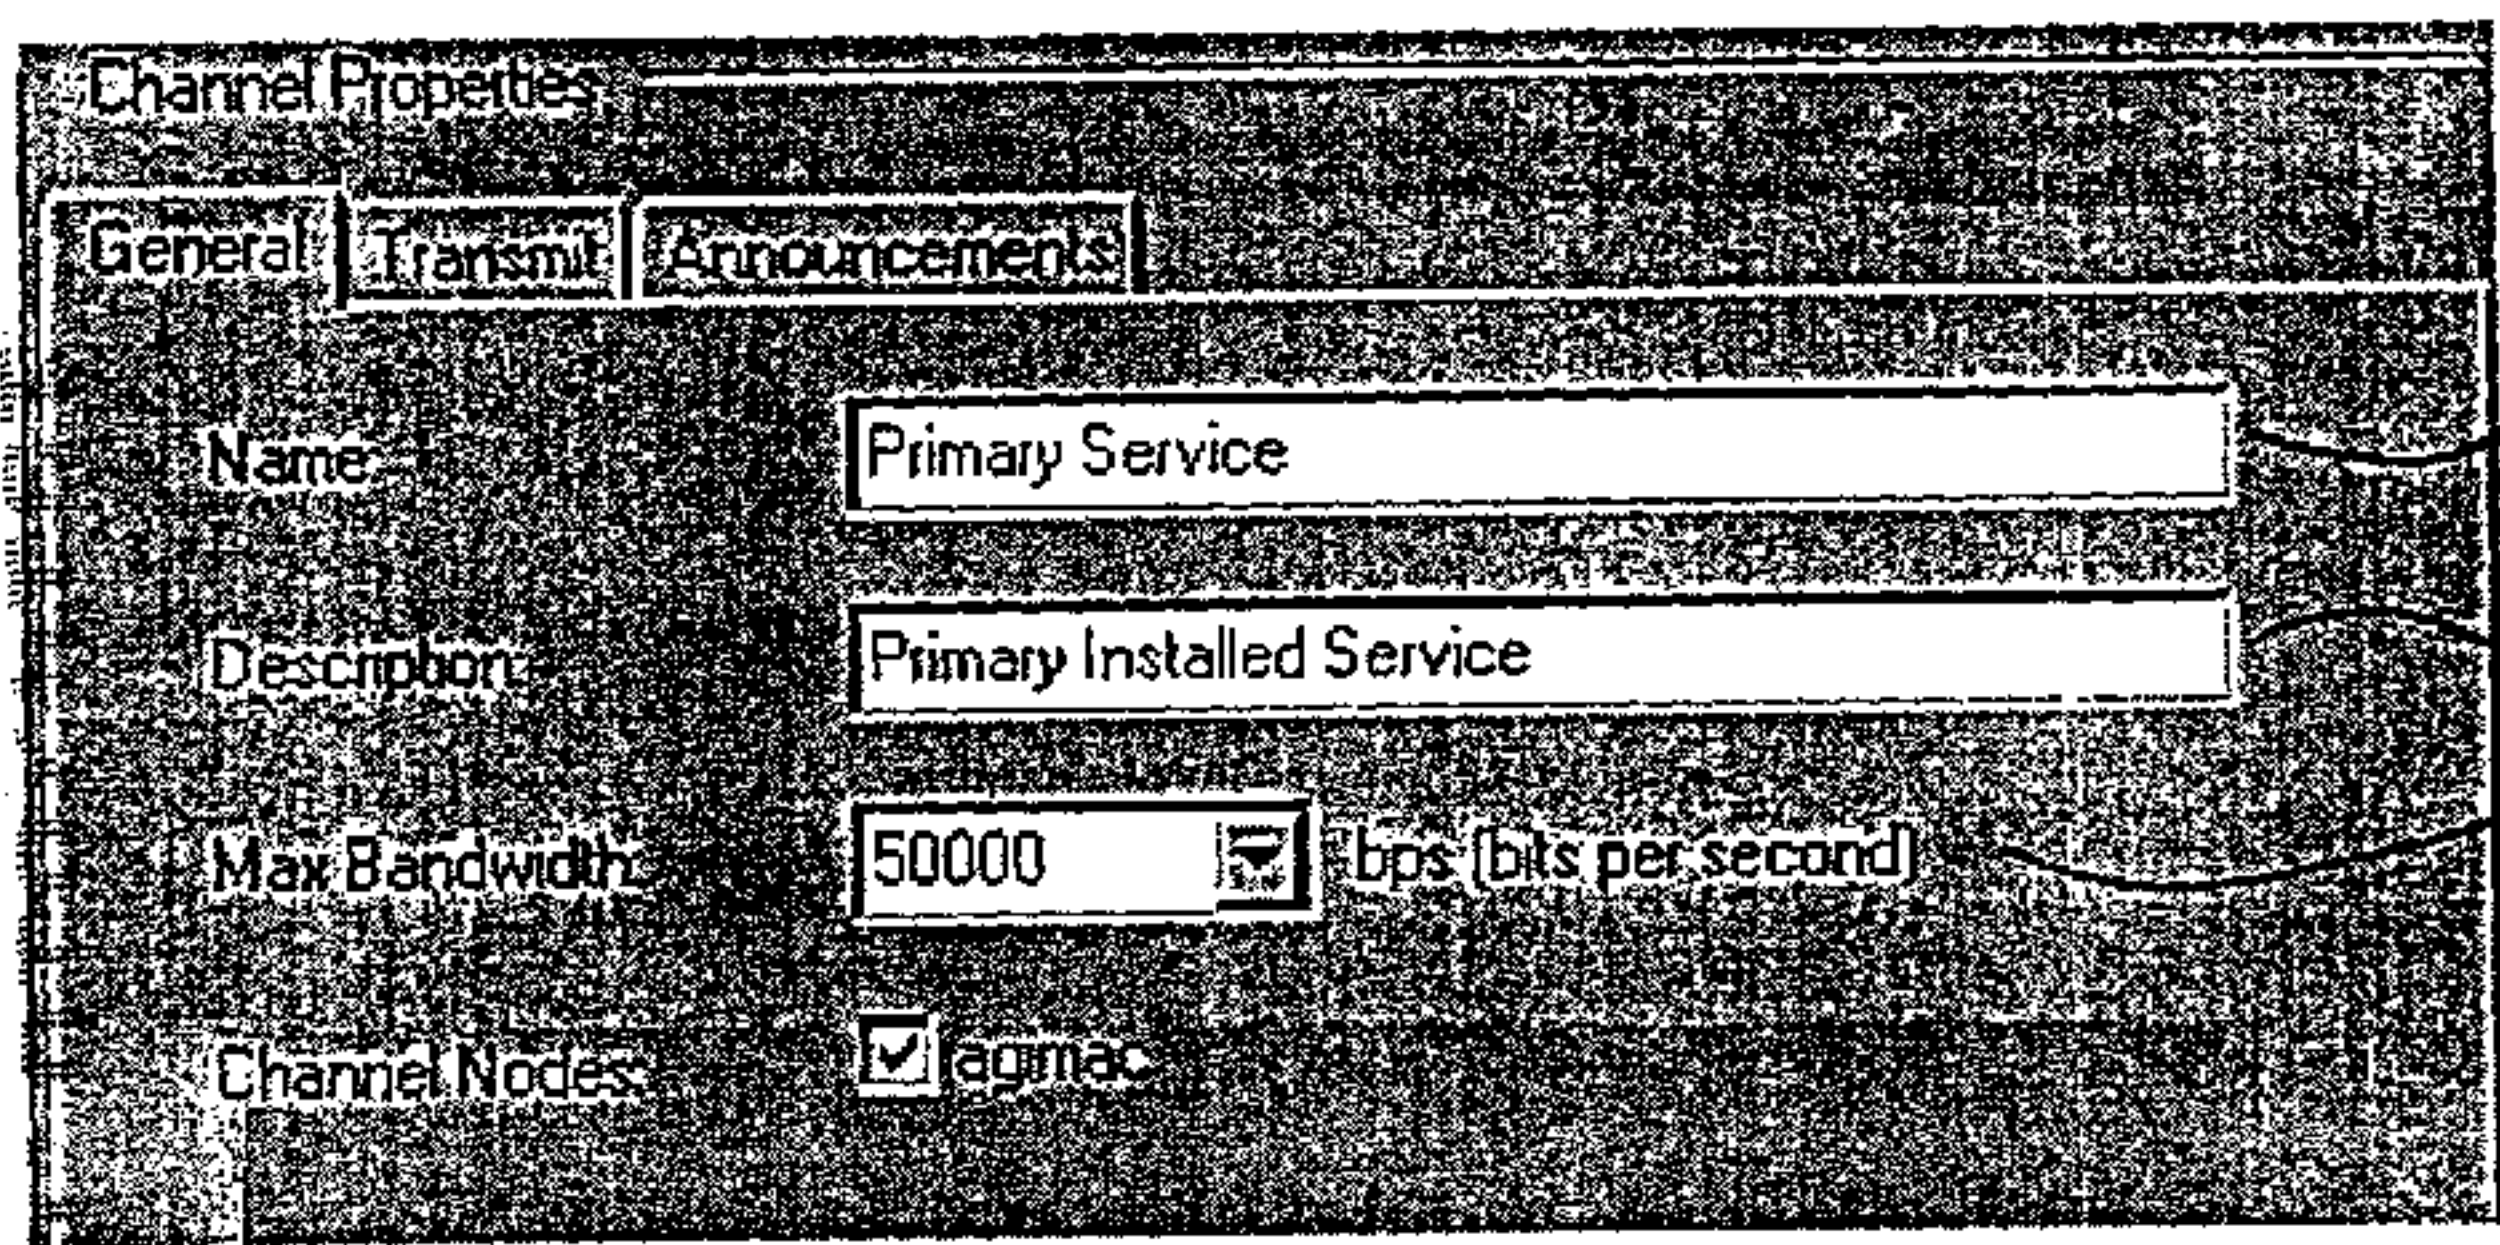 Channel Properties
General Transmit Announcements
Name: Primary Service
Description: Primary Installed Service
Max Bandwidth: 50000 bps (bits per second)
Channel Nodes: agmac